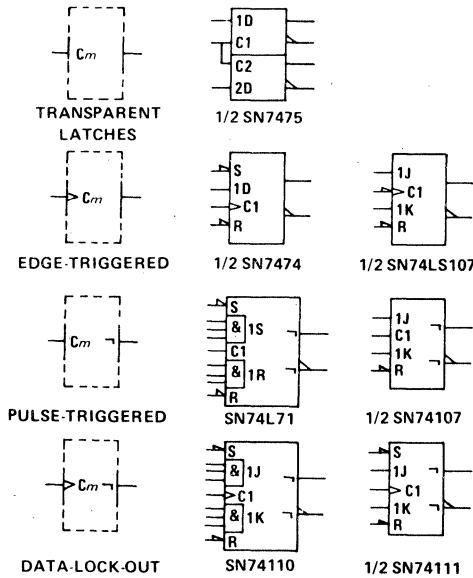 Cm
1D
C1
C2
2D
TRANSPARENT
LATCHES
1/2 SN7475
Cm
S
1D
C1
R
1J
C1
1K
R
EDGE-TRIGGERED
1/2 SN7474
1/2 SN74LS107
Cm ¬
S
& 1S
C1
& 1R
R
¬
¬
1J ¬
C1
1K ¬
R
PULSE-TRIGGERED
SN74L71
1/2 SN74107
Cm ¬
S
& 1J ¬
C1
& 1K ¬
R
S
1J ¬
C1
1K ¬
R
DATA-LOCK-OUT
SN74110
1/2 SN74111